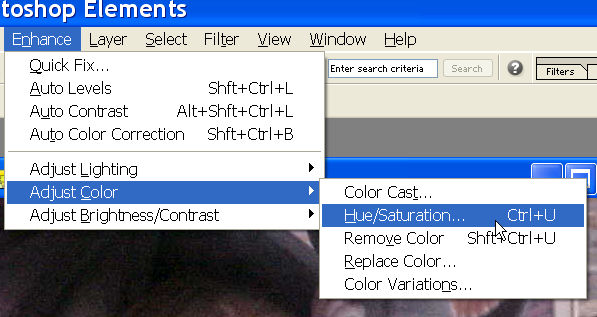 toshop Elements
Enhance Layer Select Filter View Window Help
Quick Fix...
Enter search criteria Search ? Filters
Auto Levels Shft+Ctrl+L
Auto Contrast Alt+Shft+Ctrl+L
Auto Color Correction Shft+Ctrl+B
Adjust Lighting
Adjust Color
Adjust Brightness/Contrast
Color Cast...
Hue/Saturation... Ctrl+U
Remove Color Shft+Ctrl+U
Replace Color...
Color Variations...